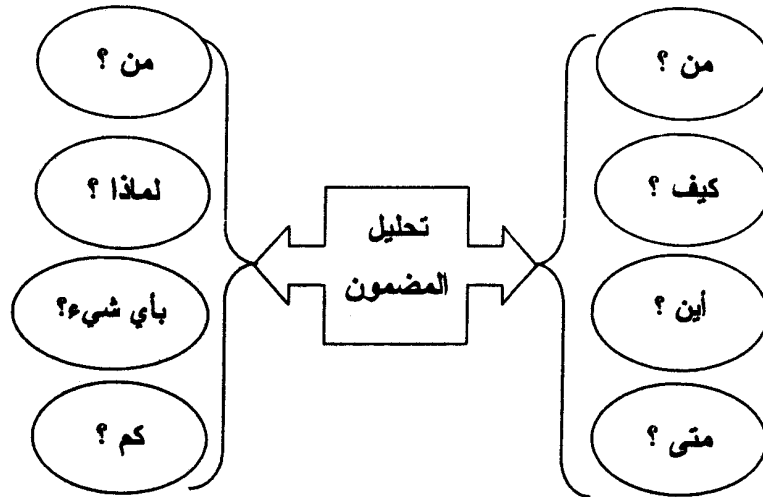 من ؟
كيف ؟
أين ؟
متى ؟
تحليل
المضمون
من ؟
لماذا ؟
بأي شيء؟
كم ؟